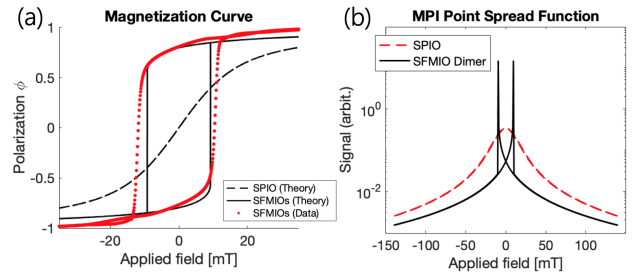 (a)
Magnetization Curve
Polarization ϕ
1
0.5
0
-0.5
-1
SPIO (Theory)
SFMIOs (Theory)
SFMIOs (Data)
-20
0
20
Applied field [mT]
(b)
MPI Point Spread Function
SPIO
SFMIO Dimer
Signal (arbit.)
10⁰
10⁻²
-150
-100
-50
0
50
100
Applied field [mT]